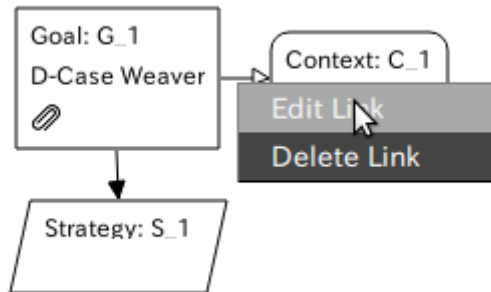 Goal: G_1
D-Case Weaver
Context: C_1
Edit Link
Delete Link
Strategy: S_1